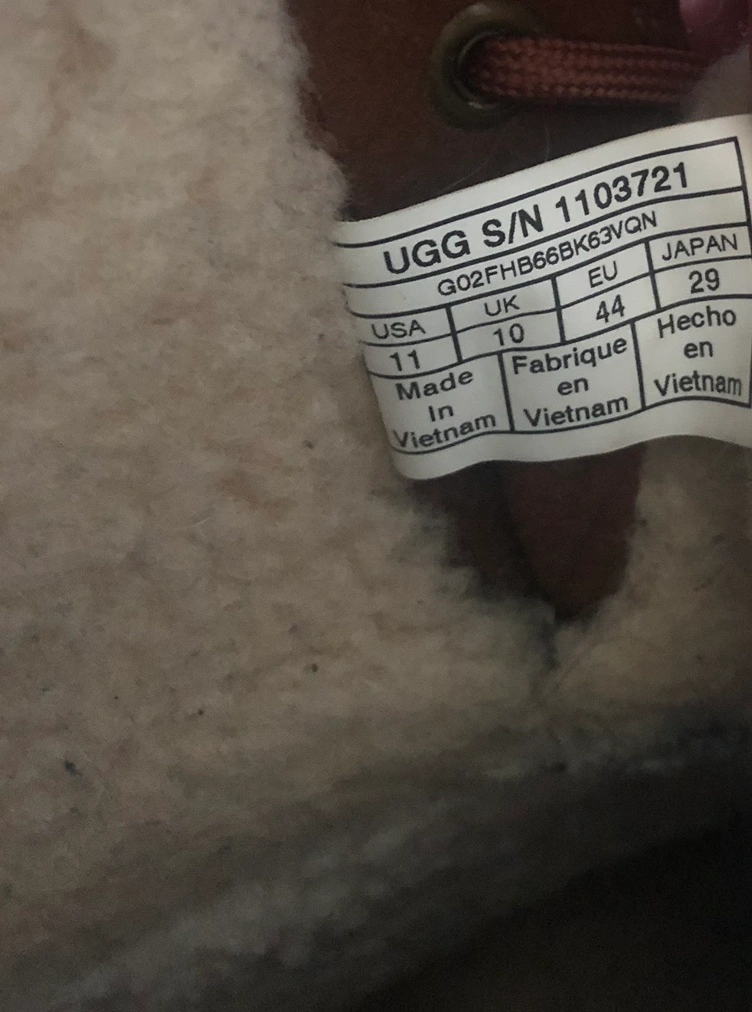 UGG S/N 1103721
G02FHB66BK63VQN
USA UK EU JAPAN
11 10 44 29
Made Fabrique Hecho
In en en
Vietnam Vietnam Vietnam